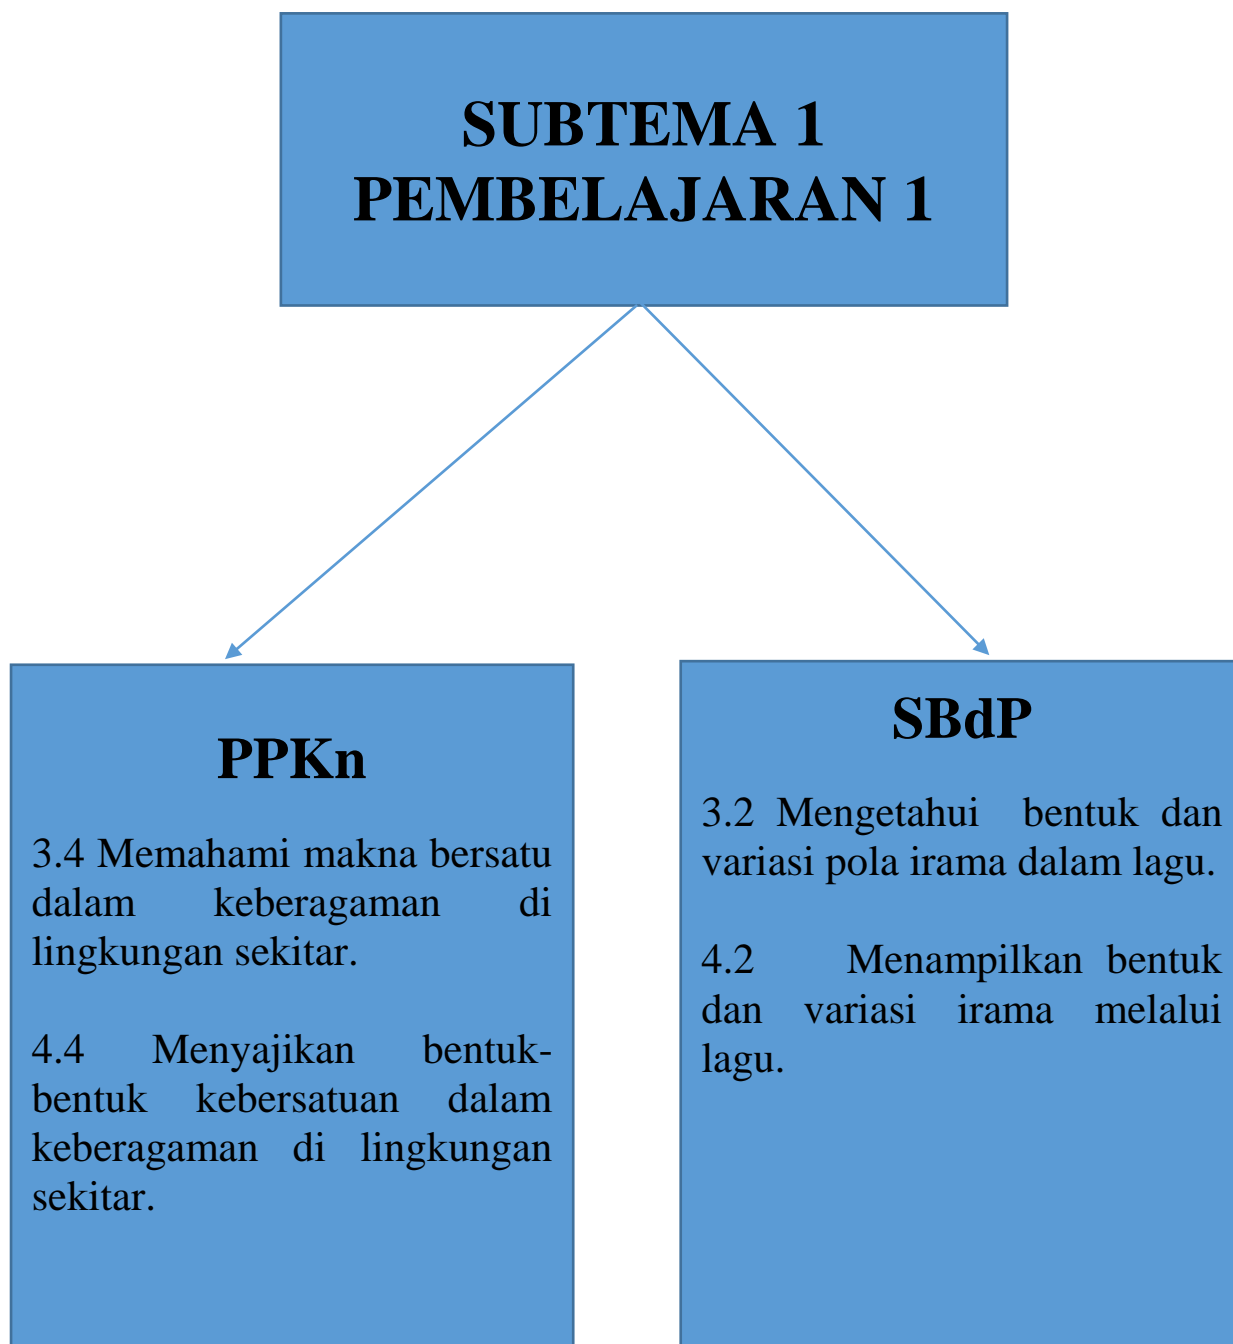 SUBTEMA 1
PEMBELAJARAN 1
PPKn
3.4 Memahami makna bersatu
dalam keberagaman di
lingkungan sekitar.
4.4 Menyajikan bentuk-
bentuk kebersatuan dalam
keberagaman di lingkungan
sekitar.
SBdP
3.2 Mengetahui bentuk dan
variasi pola irama dalam lagu.
4.2 Menampilkan bentuk
dan variasi irama melalui
lagu.